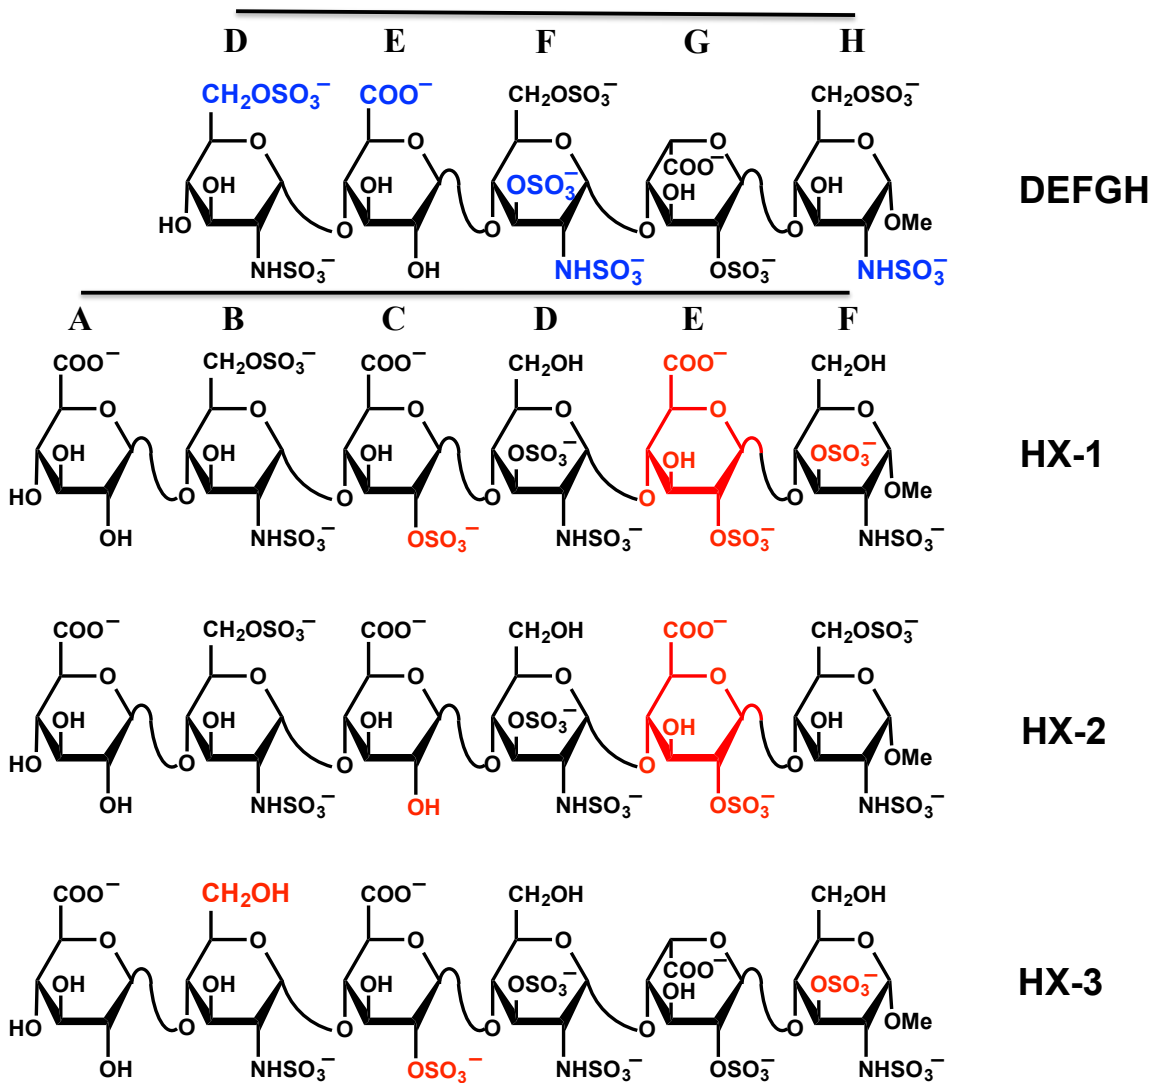 D E F G H
CH₂OSO₃⁻ COO⁻ CH₂OSO₃⁻ CH₂OSO₃⁻
O O O O O
COO⁻
OH OH OSO₃⁻ OH OH
HO O O O O OMe
NHSO₃⁻ OH NHSO₃⁻ OSO₃⁻ NHSO₃⁻
DEFGH
A B C D E F
COO⁻ CH₂OSO₃⁻ COO⁻ CH₂OH COO⁻ CH₂OH
O O O O O O
OH OH OH OSO₃⁻ OH OSO₃⁻
HO O O O O O OMe
OH NHSO₃⁻ OSO₃⁻ NHSO₃⁻ OSO₃⁻ NHSO₃⁻
HX-1
COO⁻ CH₂OSO₃⁻ COO⁻ CH₂OH COO⁻ CH₂OSO₃⁻
O O O O O O
OH OH OH OSO₃⁻ OH OH
HO O O O O O OMe
OH NHSO₃⁻ OH NHSO₃⁻ OSO₃⁻ NHSO₃⁻
HX-2
COO⁻ CH₂OH COO⁻ CH₂OH CH₂OH
O O O O O O
COO⁻
OH OH OH OSO₃⁻ OH OSO₃⁻
HO O O O O O OMe
OH NHSO₃⁻ OSO₃⁻ NHSO₃⁻ OSO₃⁻ NHSO₃⁻
HX-3